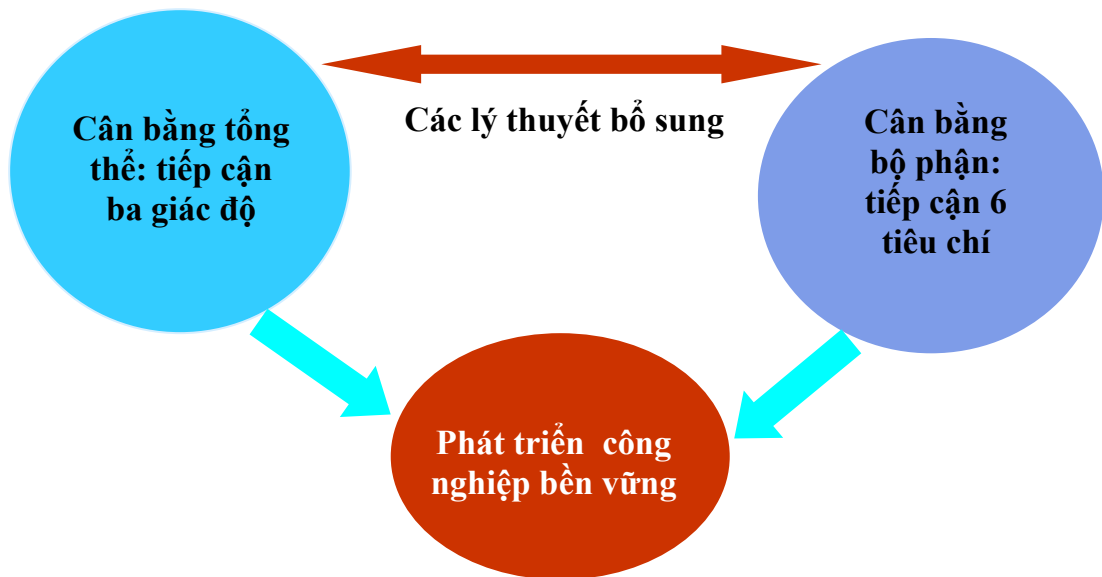 Cân bằng tổng
thể: tiếp cận
ba giác độ
Các lý thuyết bổ sung
Cân bằng
bộ phận:
tiếp cận 6
tiêu chí
Phát triển công
nghiệp bền vững